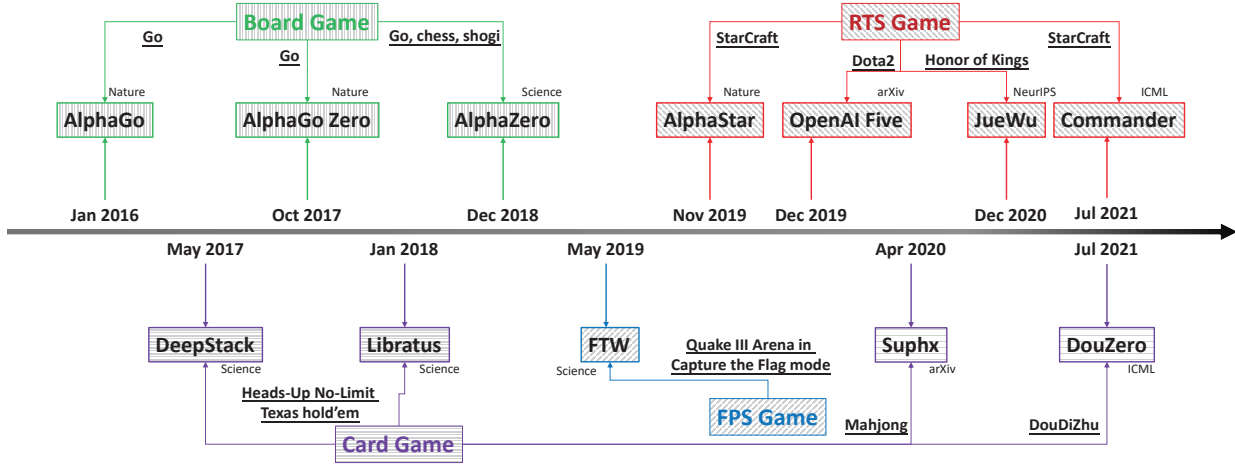 Board Game
RTS Game
Go
Go
Go, chess, shogi
StarCraft
Dota2
Honor of Kings
StarCraft
Nature
Nature
Science
Nature
arXiv
NeurIPS
ICML
AlphaGo
AlphaGo Zero
AlphaZero
AlphaStar
OpenAI Five
JueWu
Commander
Jan 2016
Oct 2017
Dec 2018
Nov 2019
Dec 2019
Dec 2020
Jul 2021
May 2017
Jan 2018
May 2019
Apr 2020
Jul 2021
DeepStack
Libratus
FTW
Suphx
DouZero
Science
Science
Science
arXiv
ICML
Quake III Arena in
Capture the Flag mode
Heads-Up No-Limit
Texas hold'em
FPS Game
Mahjong
DouDiZhu
Card Game